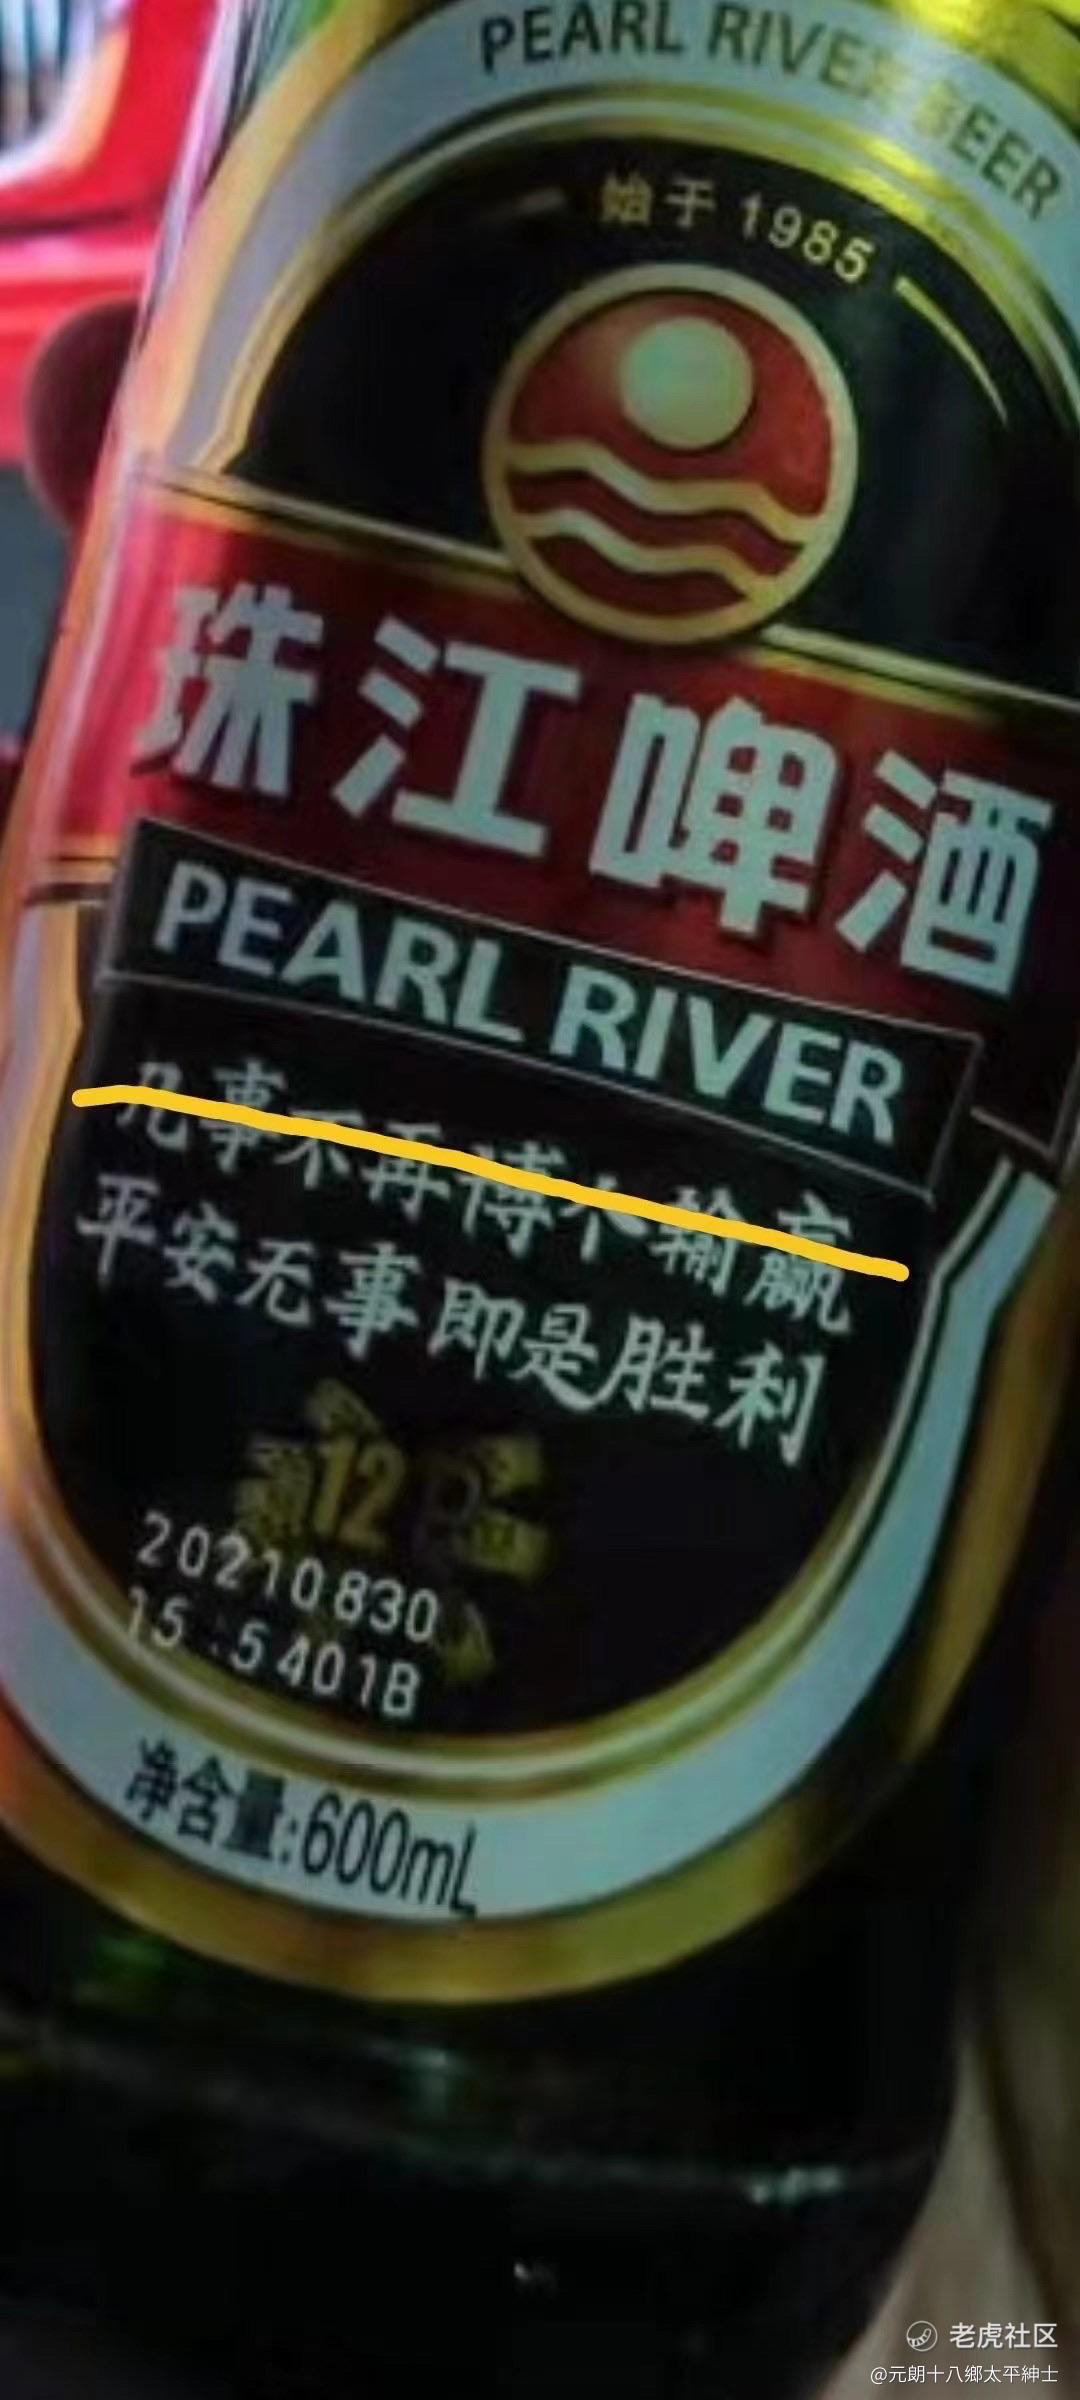 PEARL RIVER BEER
始于1985
珠江啤酒
PEARL RIVER
凡事不再博个输赢
平安无事即是胜利
12
20210830
15:5401B
净含量:600mL
老虎社区
@元朗十八鄉太平紳士